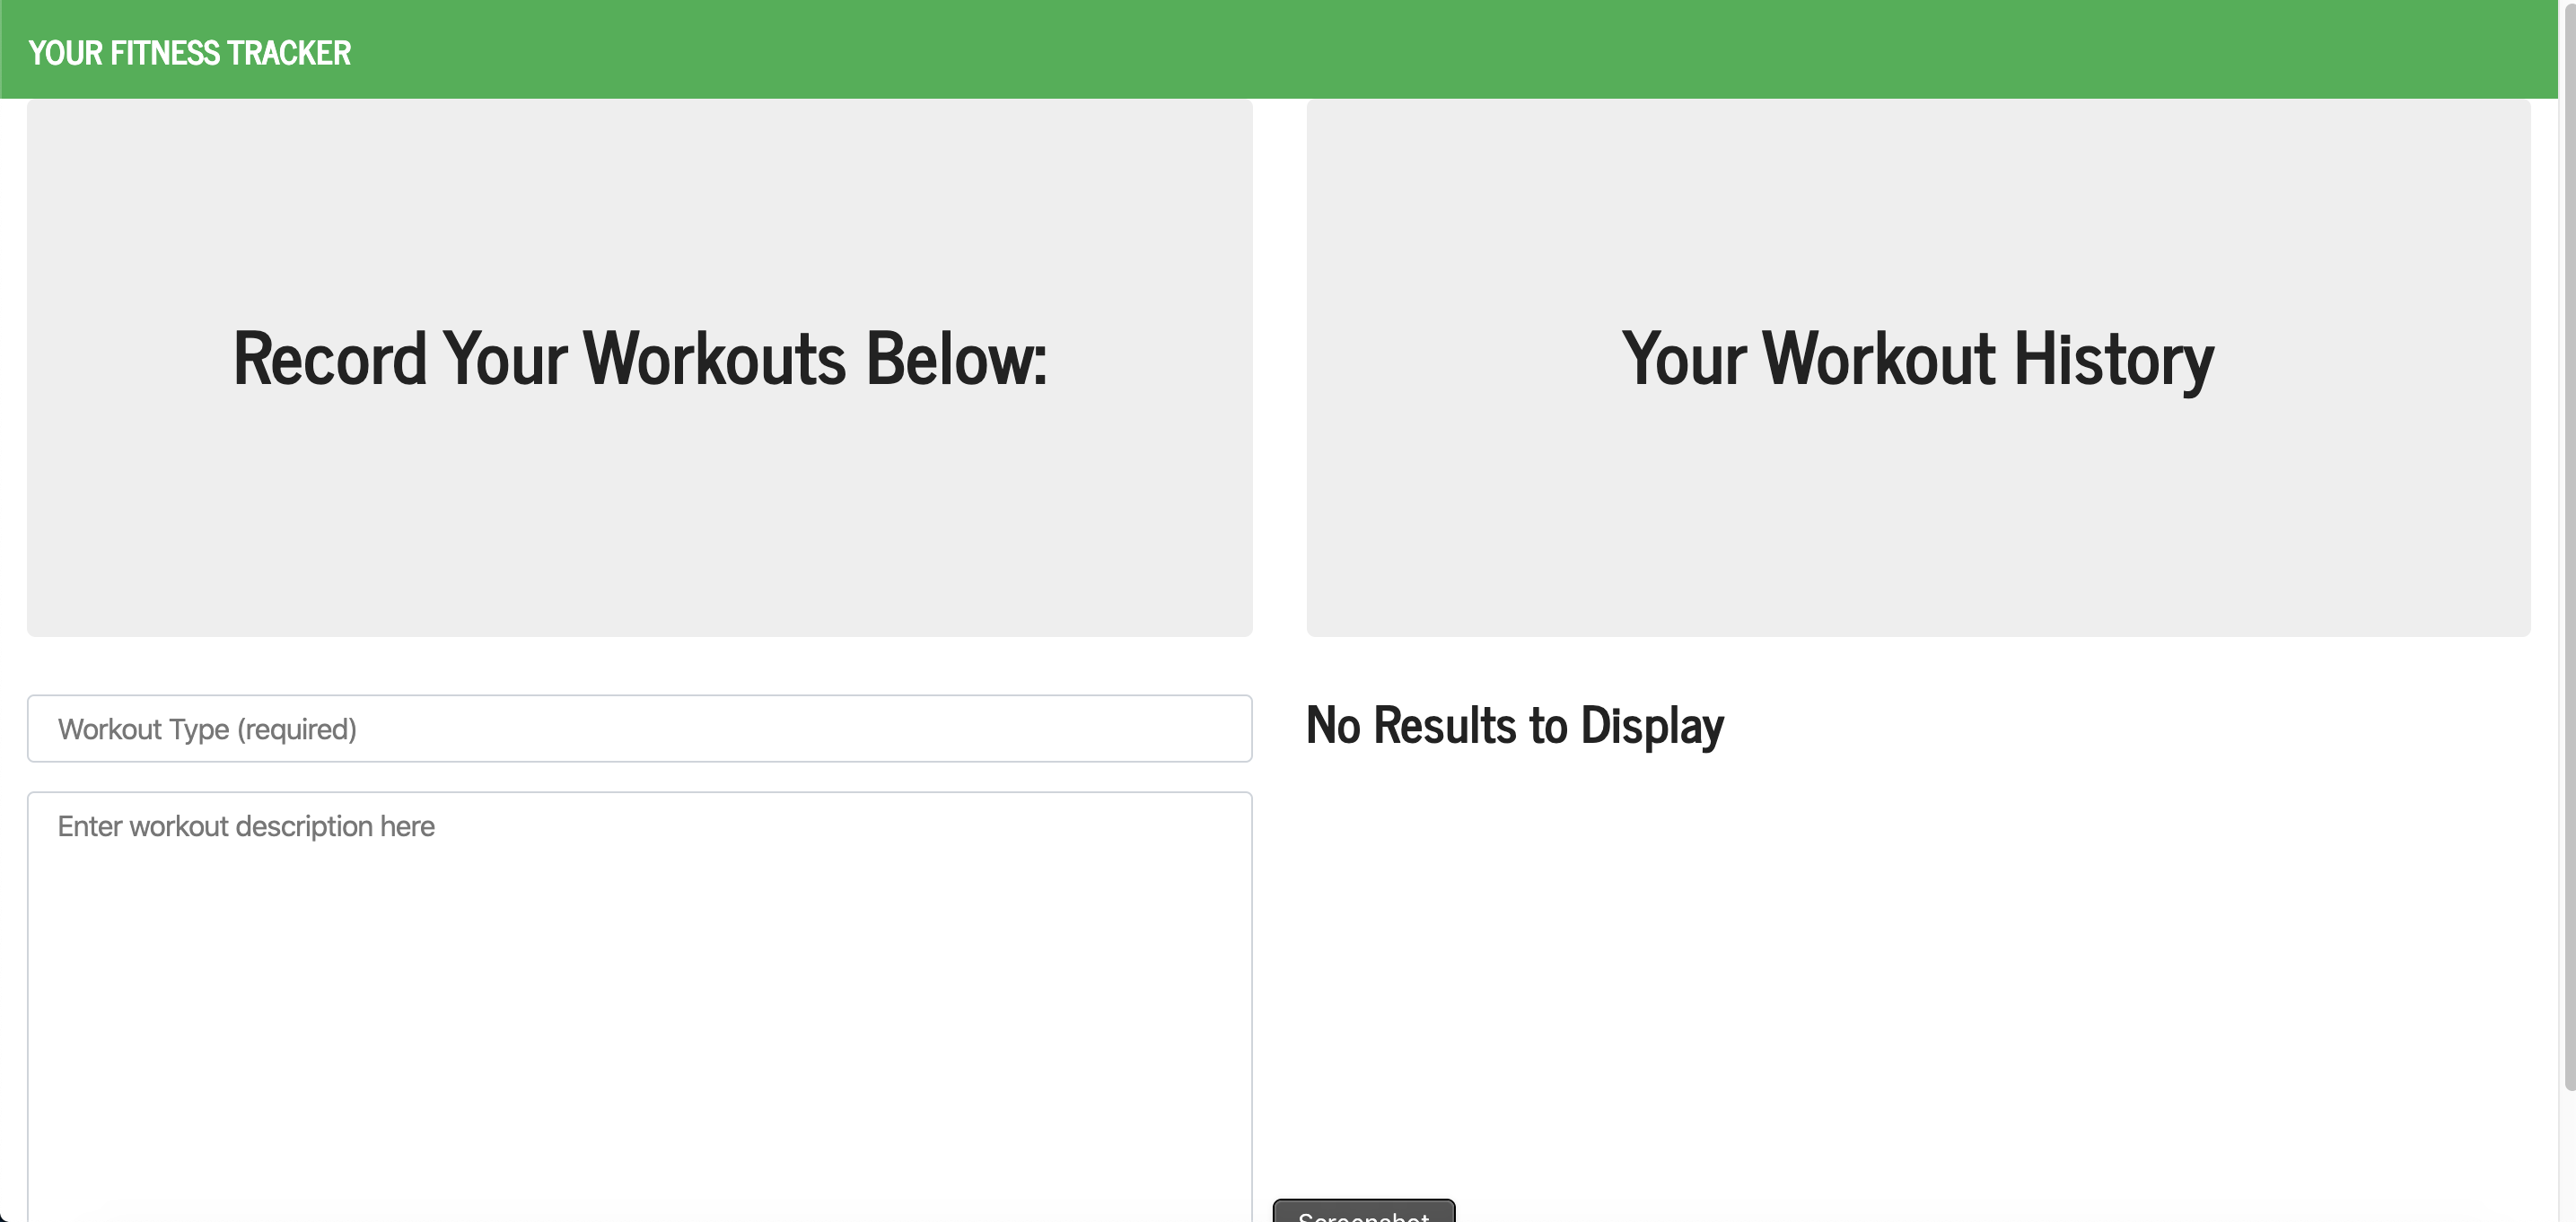 YOUR FITNESS TRACKER
Record Your Workouts Below:
Your Workout History
Workout Type (required)
No Results to Display
Enter workout description here
Screenshot